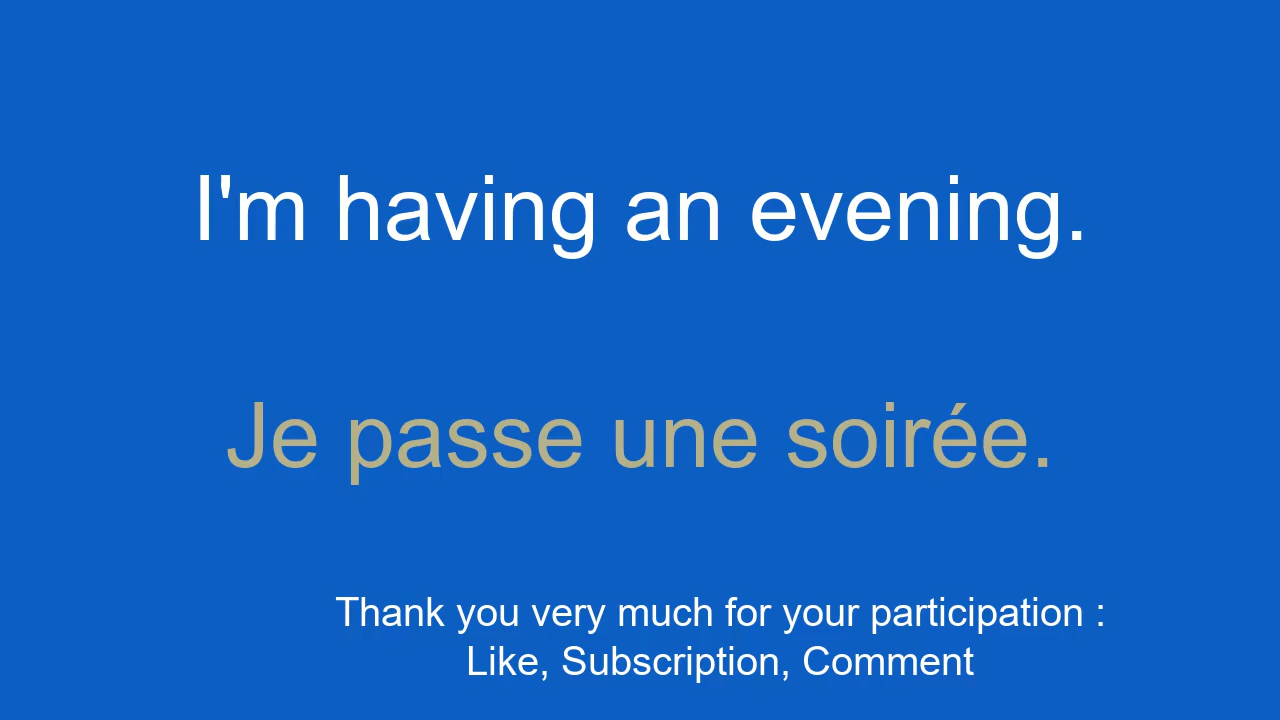 I'm having an evening.
Je passe une soirée.
Thank you very much for your participation :
Like, Subscription, Comment